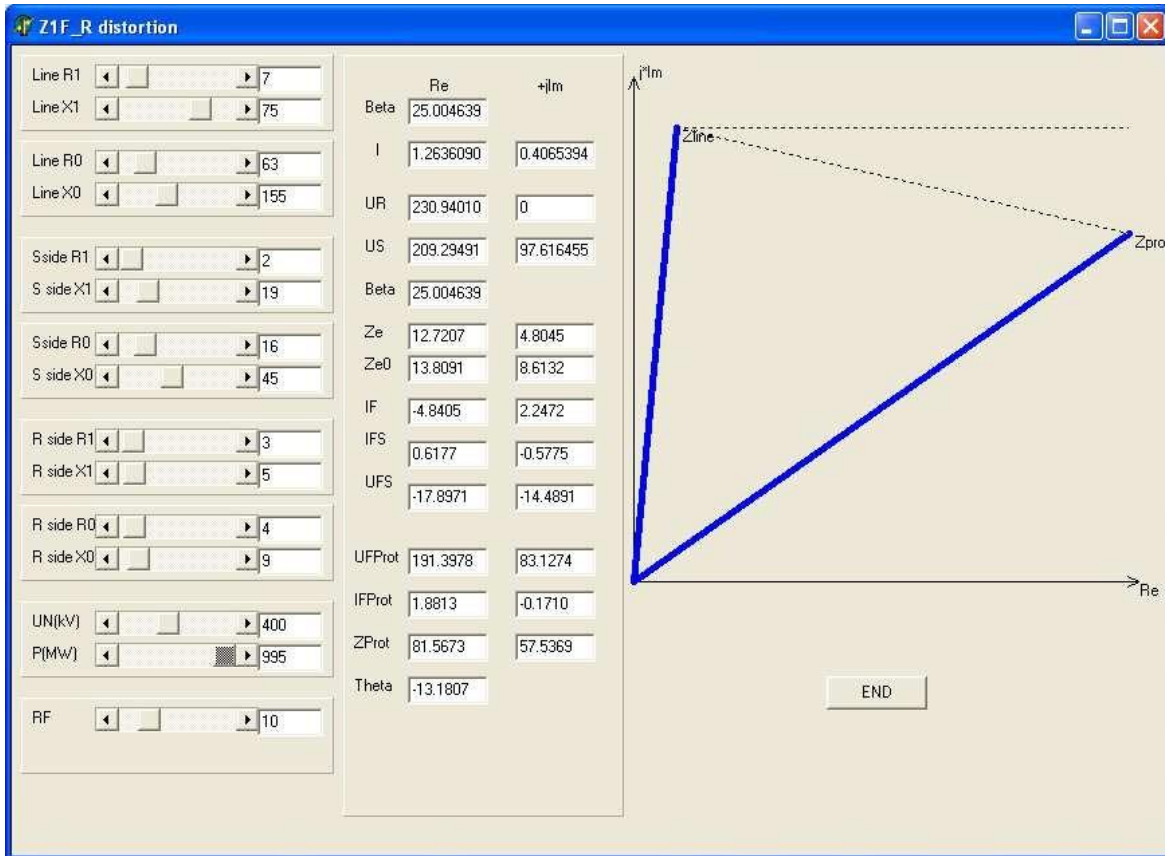 Z1F_R distortion
Line R1 7
Line X1 75
Line R0 63
Line X0 155
Sside R1 2
S side X1 19
Sside R0 16
S side X0 45
R side R1 3
R side X1 5
R side R0 4
R side X0 9
UN(kV) 400
P(MW) 995
RF 10
Re +jIm
Beta 25.004639
I 1.2636090 0.4065394
UR 230.94010 0
US 209.29491 97.616455
Beta 25.004639
Ze 12.7207 4.8045
Ze0 13.8091 8.6132
IF -4.8405 2.2472
IFS 0.6177 -0.5775
UFS -17.8971 -14.4891
UFProt 191.3978 83.1274
IFProt 1.8813 -0.1710
ZProt 81.5673 57.5369
Theta -13.1807
j*Im
Zline
Zpro
Re
END